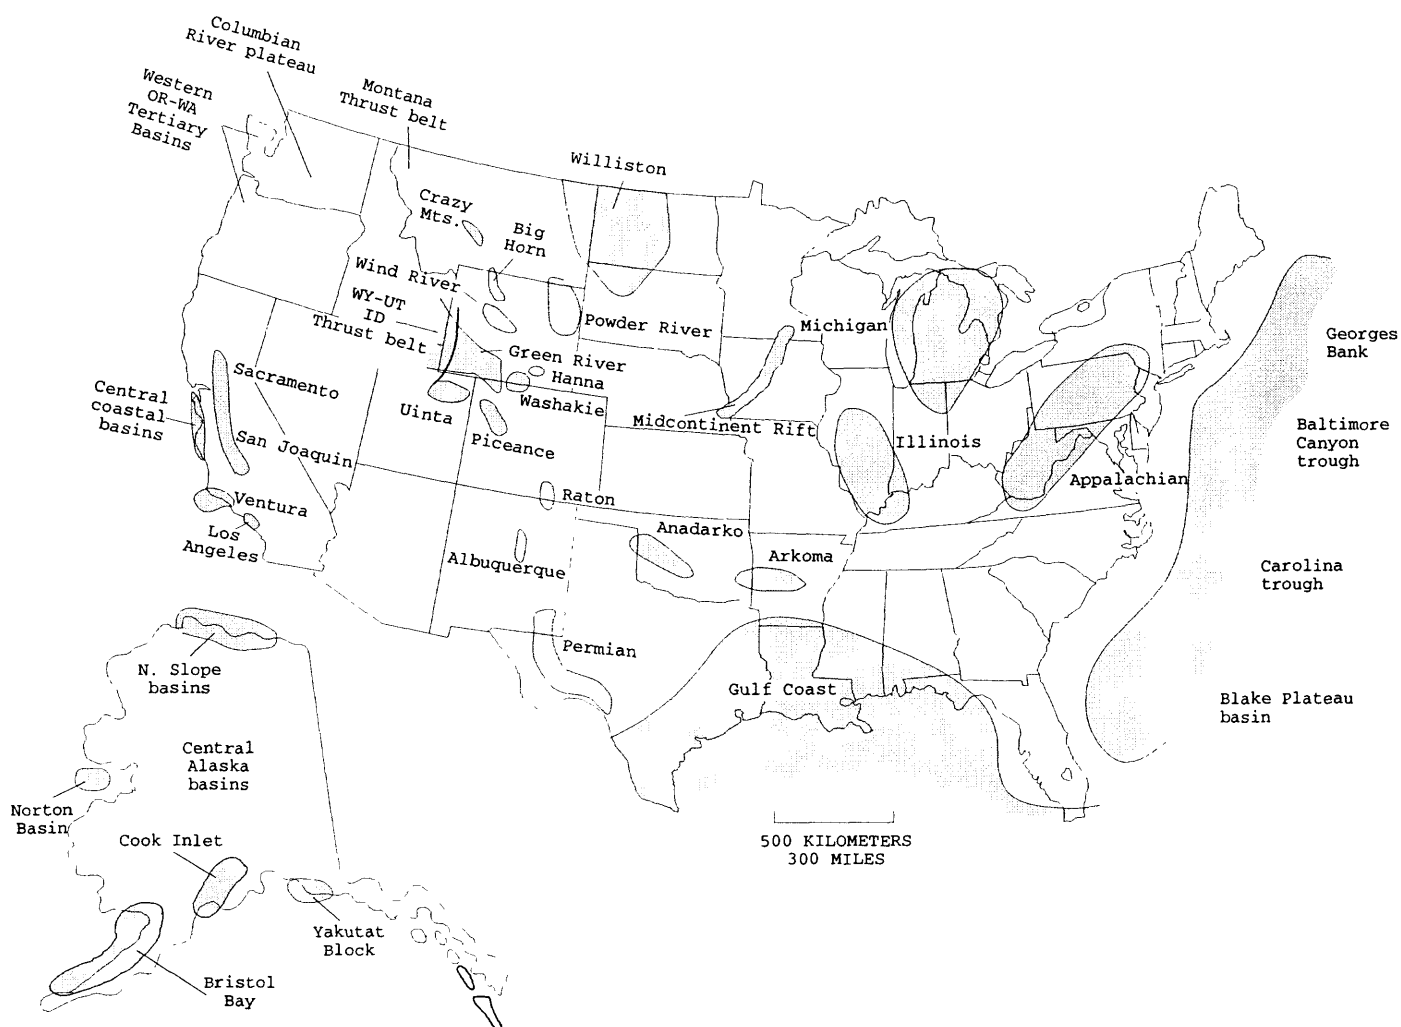 Columbian
River plateau
Western
OR-WA
Tertiary
Basins
Montana
Thrust belt
Williston
Crazy
Mts.
Big
Horn
Wind River
WY-UT
ID
Thrust belt
Powder River
Michigan
Georges
Bank
Green River
Hanna
Sacramento
Central
coastal
basins
Uinta
Washakie
Midcontinent Rift
Illinois
Baltimore
Canyon
trough
San Joaquin
Piceance
Appalachian
Ventura
Raton
Los
Angeles
Anadarko
Albuquerque
Arkoma
Carolina
trough
N. Slope
basins
Permian
Gulf Coast
Blake Plateau
basin
Central
Alaska
basins
Norton
Basin
Cook Inlet
500 KILOMETERS
300 MILES
Yakutat
Block
Bristol
Bay